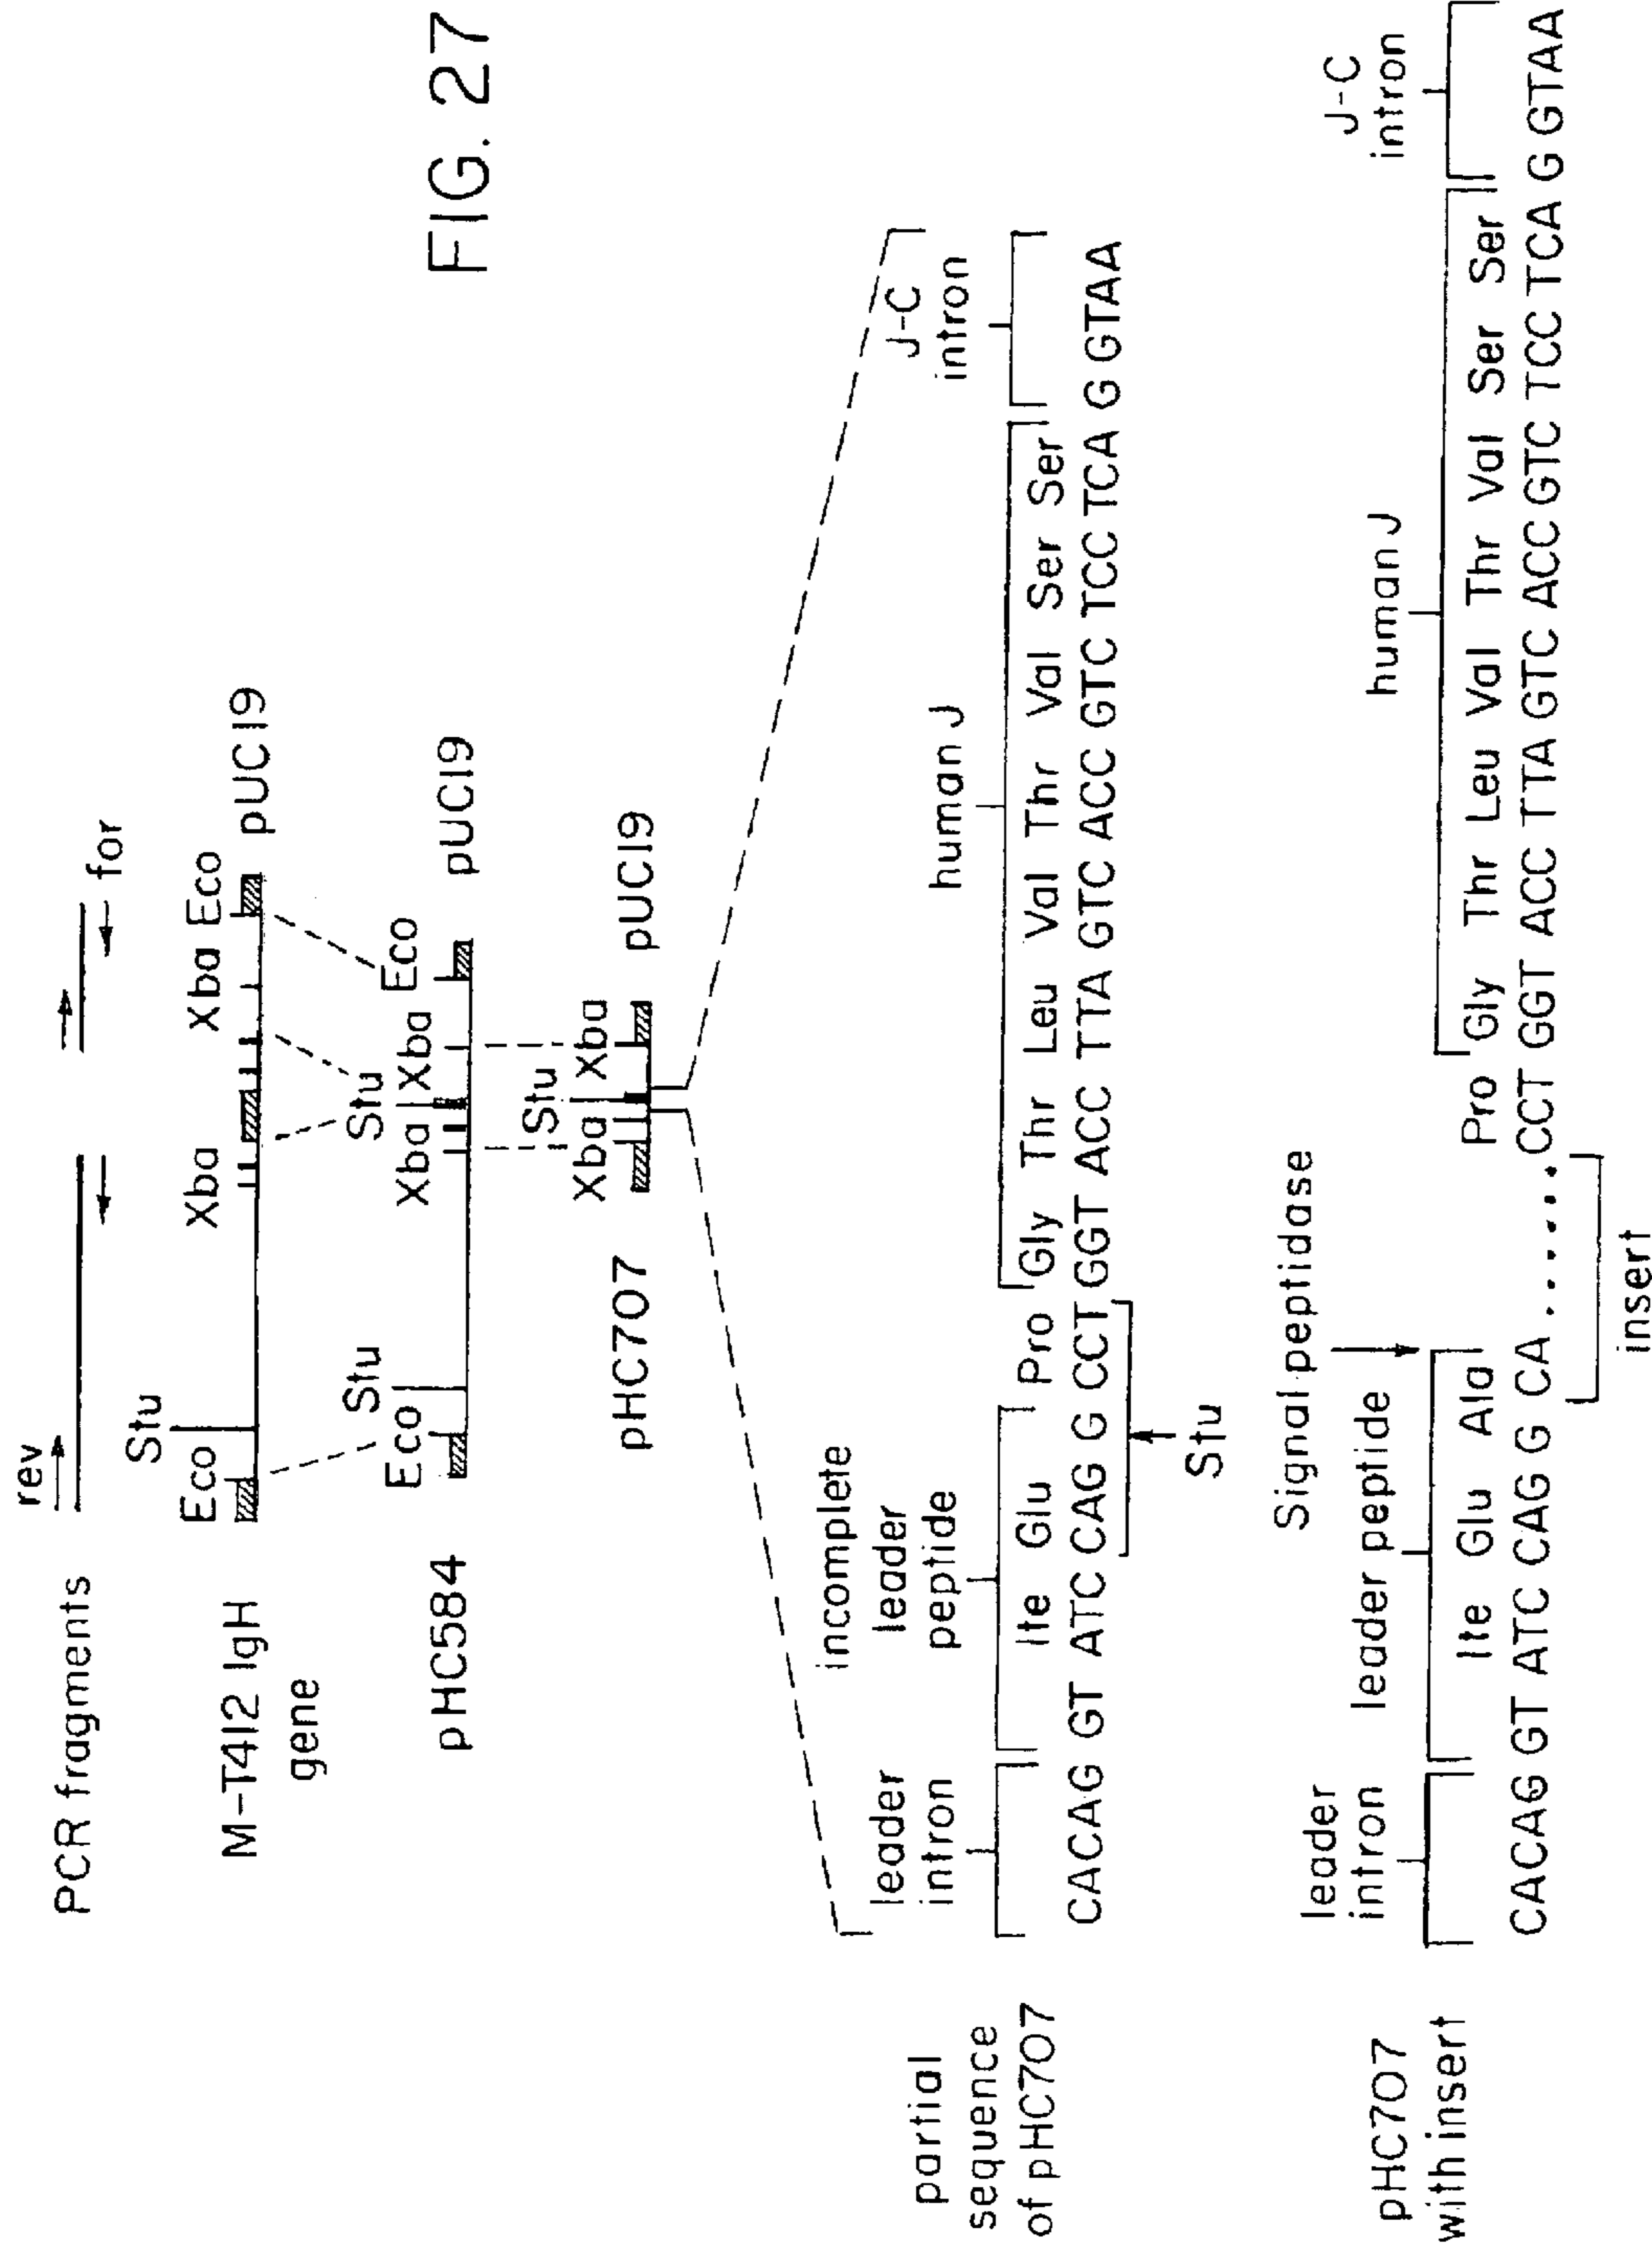 FIG. 27
PCR fragments
rev
for
M-T412 IgH
gene
Eco
Stu
Xba
Xba
Eco
pUC19
pHC584
Eco
Stu
Xba
Stu
Xba
Eco
pUC19
pHC707
Xba
Stu
Xba
pUC19
partial
sequence
of pHC707
leader
intron
incomplete
leader
peptide
human J
J-C
intron
Ite Glu Pro Gly Thr Leu Val Thr Val Ser Ser
CACAG GT ATC CAG G CCT GGT ACC TTA GTC ACC GTC TCC TCA G GTAA
Stu
pHC707
with insert
leader
intron
leader peptide
Signal peptidase
human J
J-C
intron
Ite Glu Ala Pro Gly Thr Leu Val Thr Val Ser Ser
CACAG GT ATC CAG G CA ...... CCT GGT ACC TTA GTC ACC GTC TCC TCA G GTAA
insert